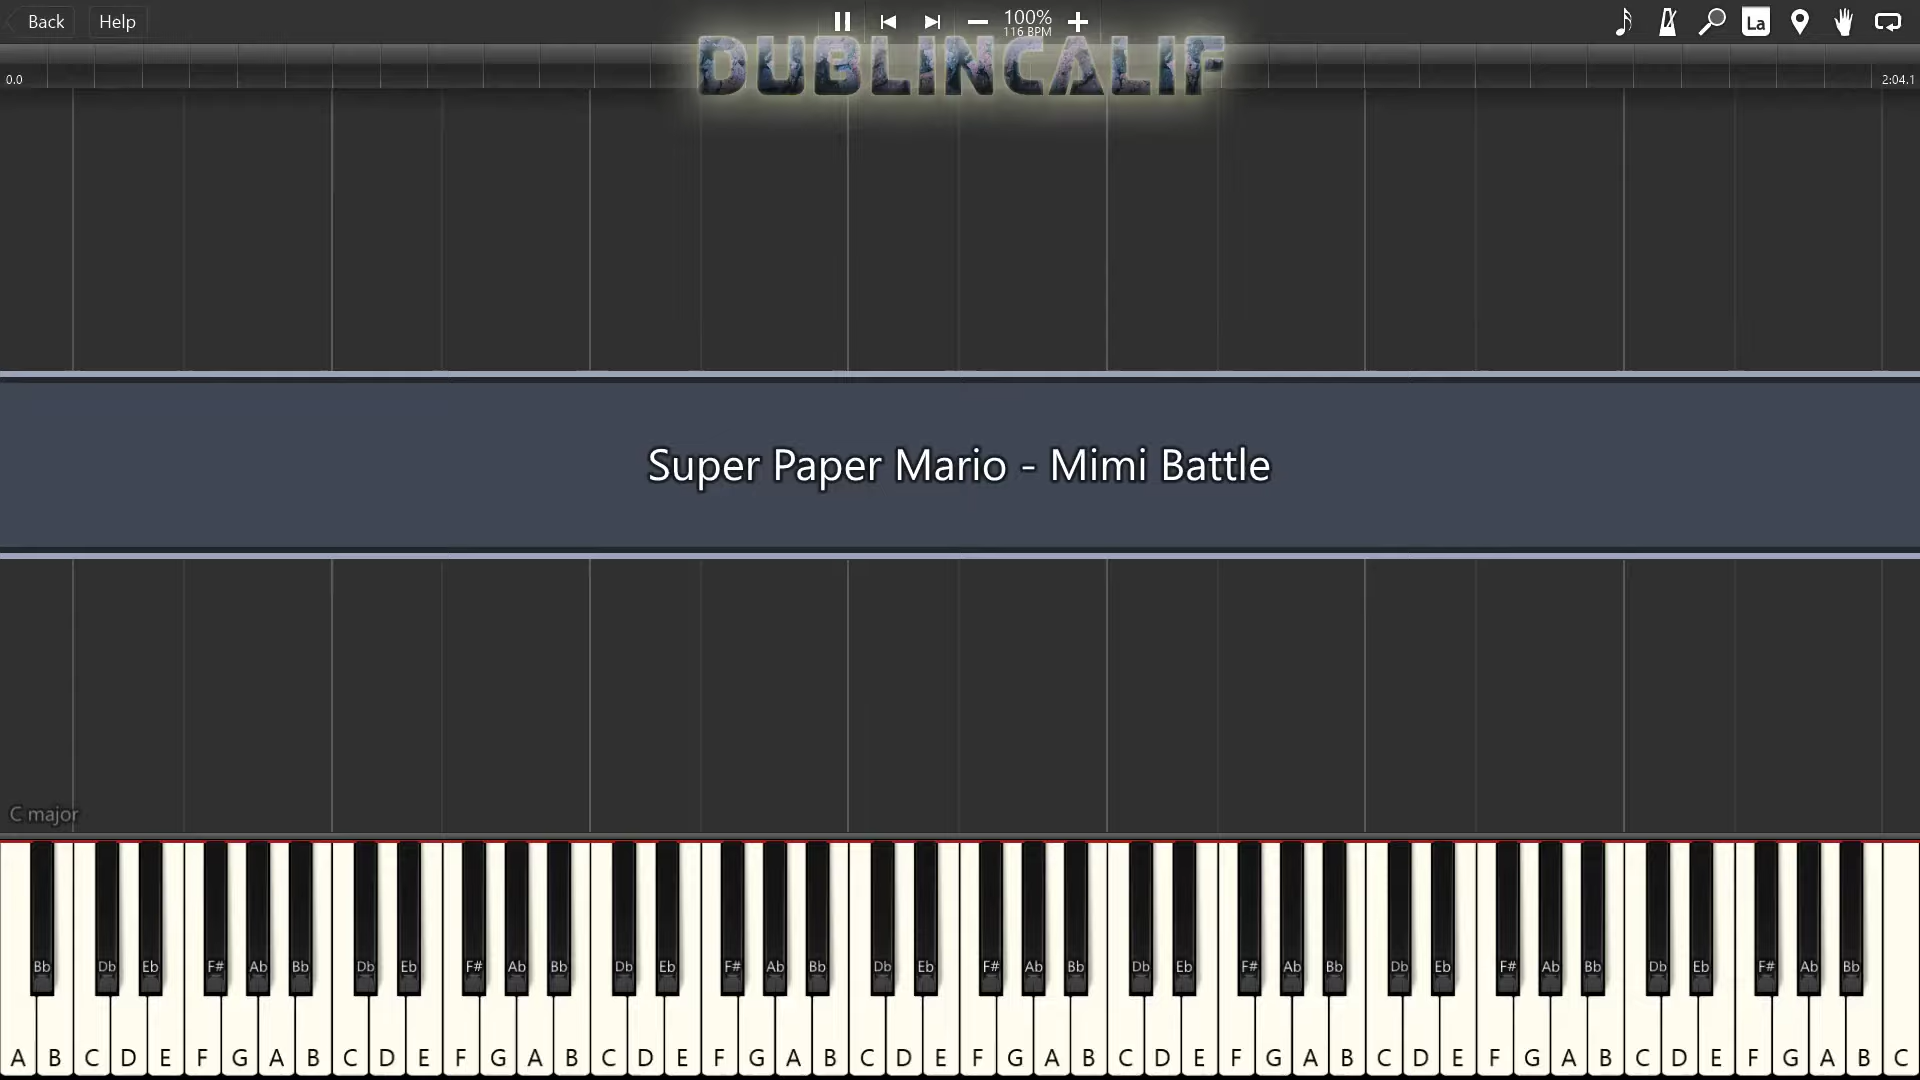 Back Help 100%
116 BPM
La
DUBLINCALIF
0.0 2:04.1
Super Paper Mario - Mimi Battle
C major
Bb Db Eb F# Ab Bb Db Eb F# Ab Bb Db Eb F# Ab Bb Db Eb F# Ab Bb Db Eb F# Ab Bb Db Eb F# Ab Bb Db Eb F# Ab Bb
A B C D E F G A B C D E F G A B C D E F G A B C D E F G A B C D E F G A B C D E F G A B C D E F G A B C